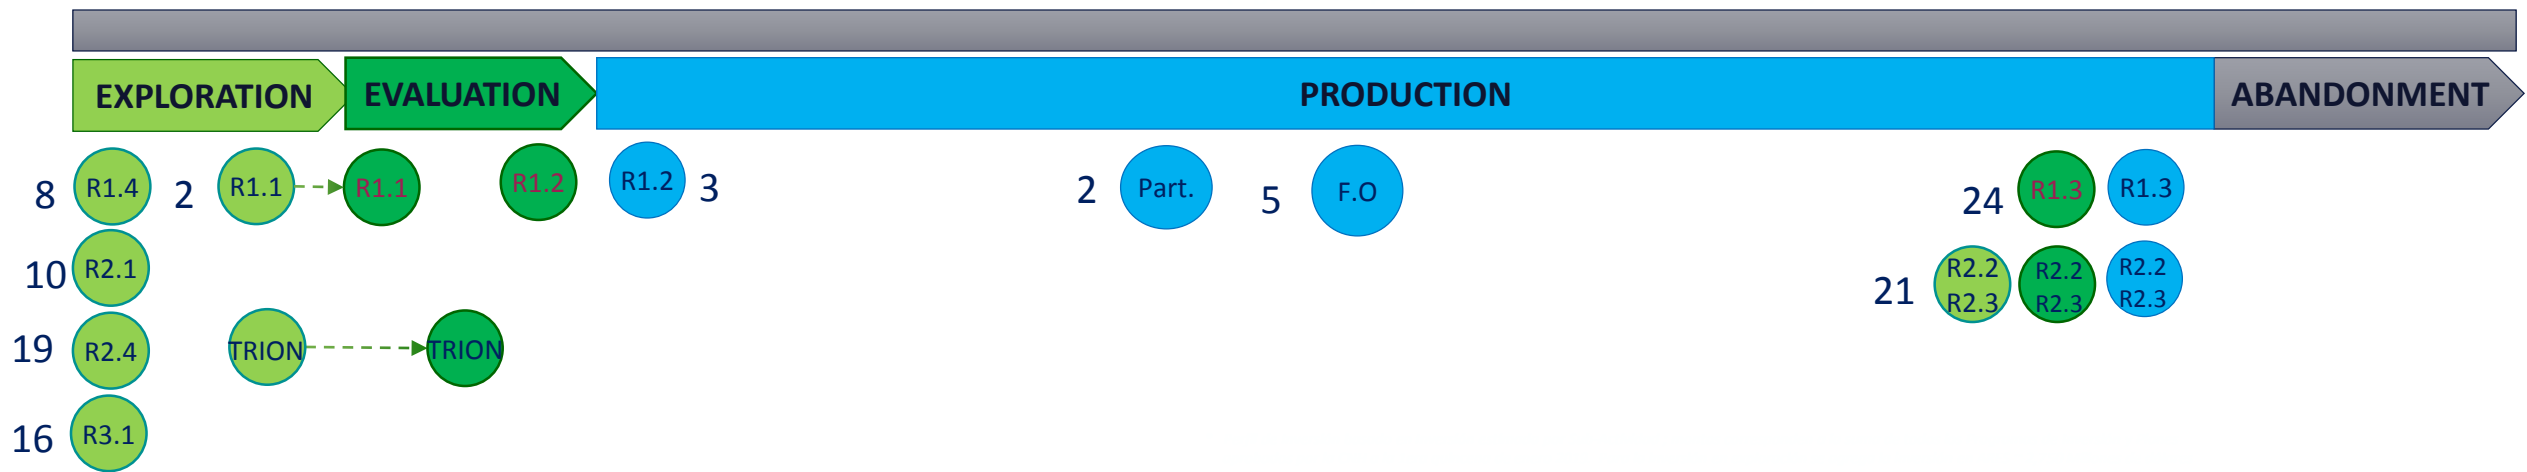 EXPLORATION EVALUATION PRODUCTION ABANDONMENT
8 R1.4 2 R1.1 R1.1 R1.2 R1.2 3 2 Part. 5 F.O 24 R1.3 R1.3
10 R2.1
21 R2.2 R2.2 R2.2
R2.3 R2.3 R2.3
19 R2.4 TRION TRION
16 R3.1